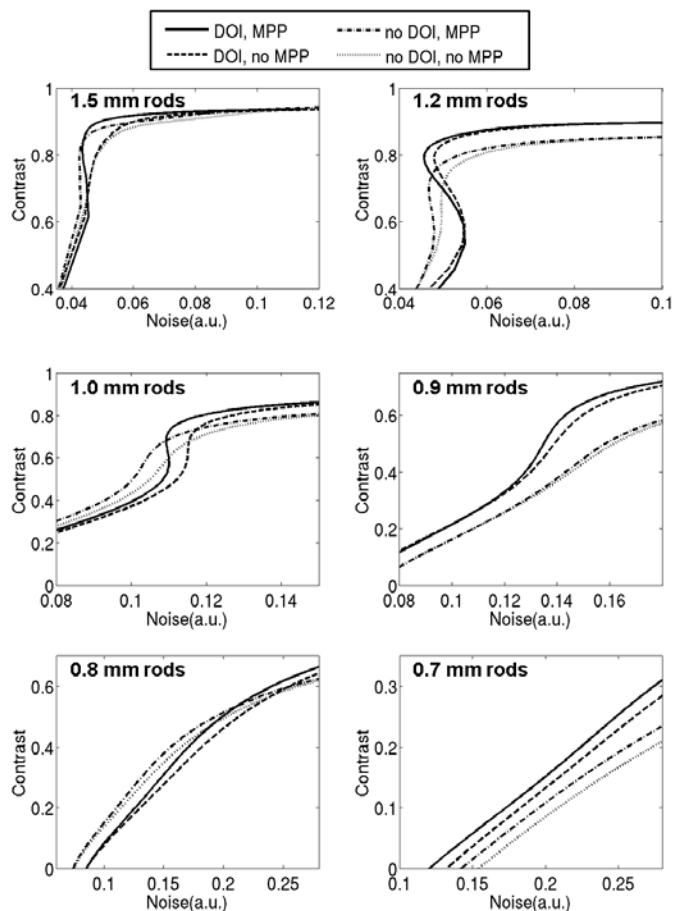 DOI, MPP no DOI, MPP
DOI, no MPP no DOI, no MPP
1.5 mm rods
1
0.8
0.6
0.4
Contrast
0.04 0.06 0.08 0.1 0.12
Noise(a.u.)
1.2 mm rods
1
0.8
0.6
0.4
Contrast
0.04 0.06 0.08 0.1
Noise(a.u.)
1.0 mm rods
1
0.8
0.6
0.4
0.2
0
Contrast
0.08 0.1 0.12 0.14
Noise(a.u.)
0.9 mm rods
0.5
0
Contrast
0.08 0.1 0.12 0.14 0.16
Noise(a.u.)
0.8 mm rods
0.6
0.4
0.2
0
Contrast
0.1 0.15 0.2 0.25
Noise(a.u.)
0.7 mm rods
0.3
0.2
0.1
0
Contrast
0.1 0.15 0.2 0.25
Noise(a.u.)